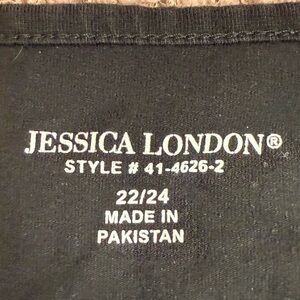 JESSICA LONDON®
STYLE # 41-4626-2
22/24
MADE IN
PAKISTAN